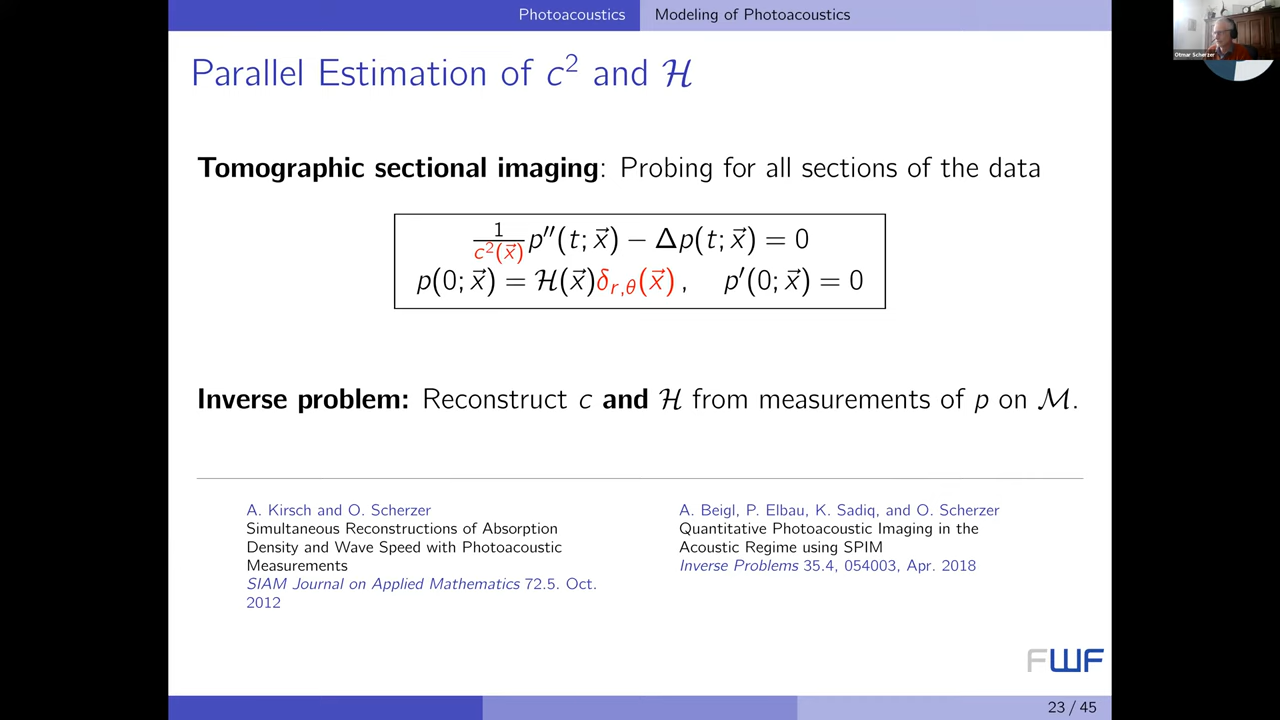 Photoacoustics Modeling of Photoacoustics
Otmar Scherzer
Parallel Estimation of c² and ℋ
Tomographic sectional imaging: Probing for all sections of the data
1/c²(x⃗) p′′(t; x⃗) − Δp(t; x⃗) = 0
p(0; x⃗) = ℋ(x⃗)δ_{r,θ}(x⃗), p′(0; x⃗) = 0
Inverse problem: Reconstruct c and ℋ from measurements of p on ℳ.
A. Kirsch and O. Scherzer
Simultaneous Reconstructions of Absorption
Density and Wave Speed with Photoacoustic
Measurements
SIAM Journal on Applied Mathematics 72.5. Oct.
2012
A. Beigl, P. Elbau, K. Sadiq, and O. Scherzer
Quantitative Photoacoustic Imaging in the
Acoustic Regime using SPIM
Inverse Problems 35.4, 054003, Apr. 2018
FWF
23 / 45